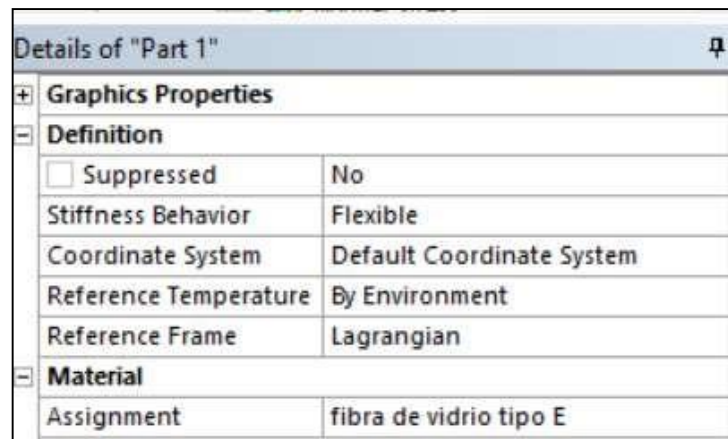 Details of "Part 1"
Graphics Properties
Definition
Suppressed No
Stiffness Behavior Flexible
Coordinate System Default Coordinate System
Reference Temperature By Environment
Reference Frame Lagrangian
Material
Assignment fibra de vidrio tipo E